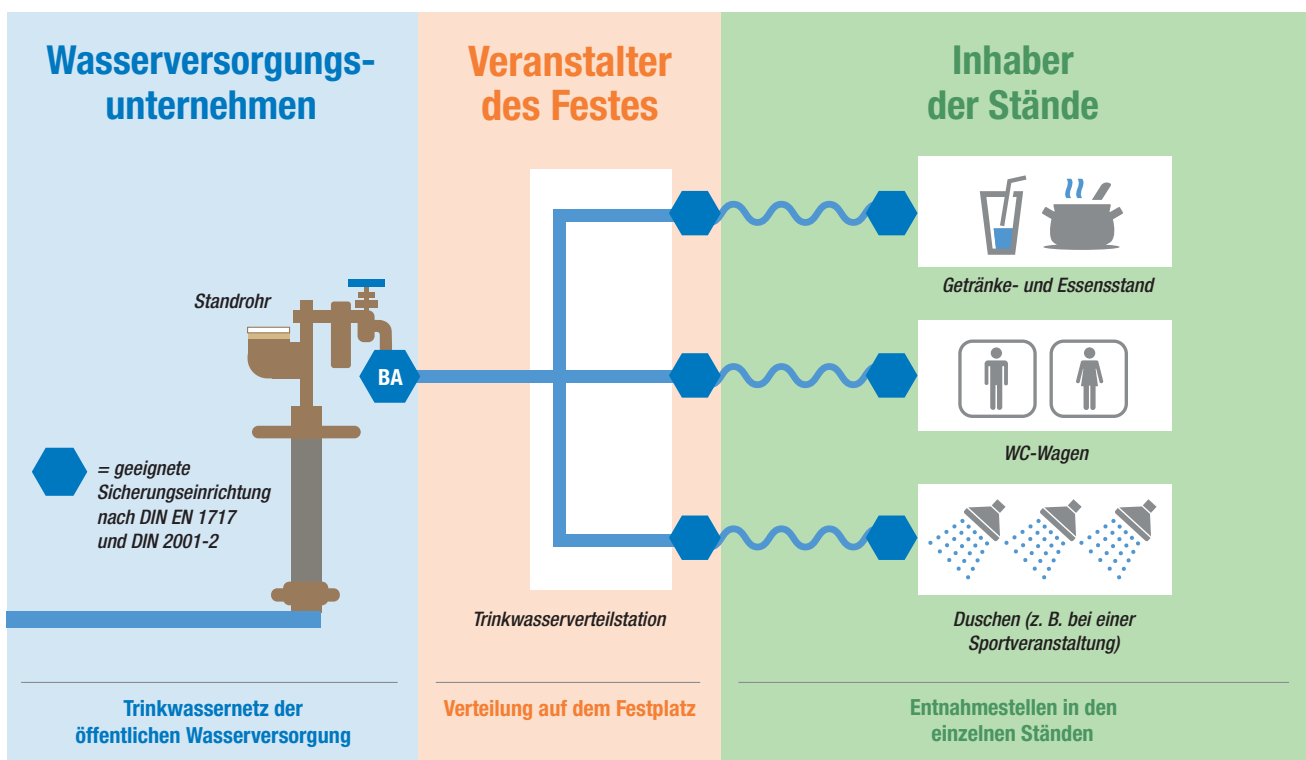 Wasserversorgungs-
unternehmen
Veranstalter
des Festes
Inhaber
der Stände
Standrohr
BA
= geeignete
Sicherungseinrichtung
nach DIN EN 1717
und DIN 2001-2
Trinkwasserverteilstation
Getränke- und Essensstand
WC-Wagen
Duschen (z. B. bei einer
Sportveranstaltung)
Trinkwassernetz der
öffentlichen Wasserversorgung
Verteilung auf dem Festplatz
Entnahmestellen in den
einzelnen Ständen